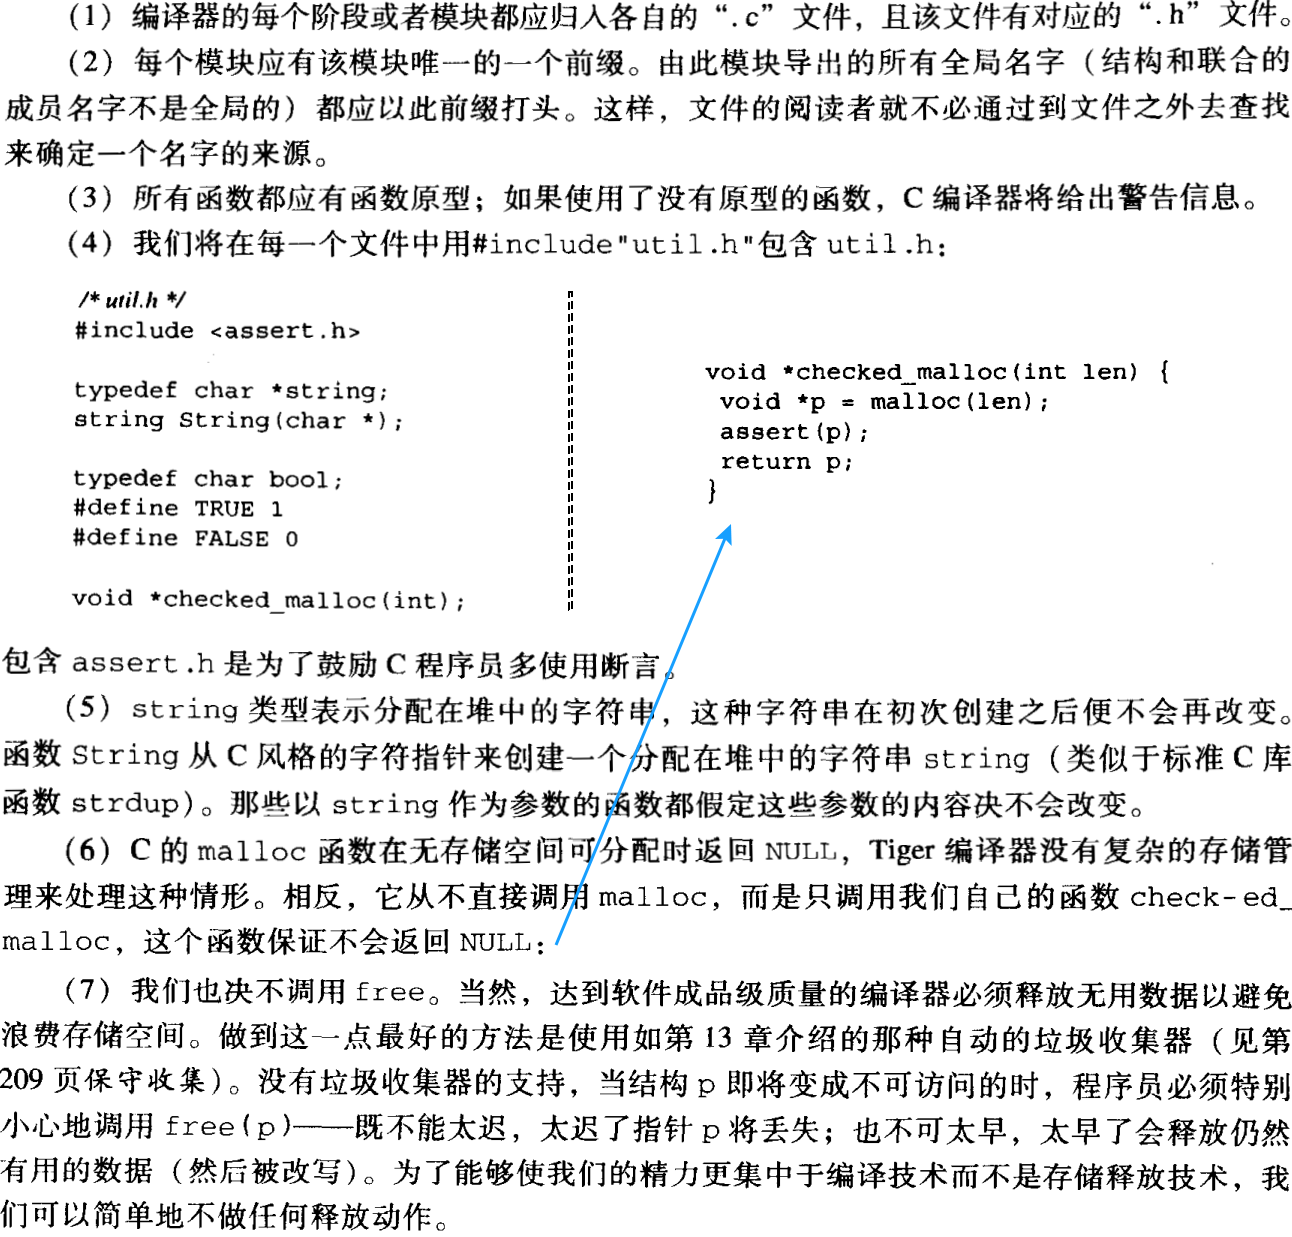 (1) 编译器的每个阶段或者模块都应归入各自的“.c”文件，且该文件有对应的“.h”文件。
(2) 每个模块应有该模块唯一的一个前缀。由此模块导出的所有全局名字（结构和联合的
成员名字不是全局的）都应以此前缀打头。这样，文件的阅读者就不必通过到文件之外去查找
来确定一个名字的来源。
(3) 所有函数都应有函数原型；如果使用了没有原型的函数，C 编译器将给出警告信息。
(4) 我们将在每一个文件中用#include"util.h"包含 util.h：
/* util.h */
#include <assert.h>
typedef char *string;
string String(char *);
typedef char bool;
#define TRUE 1
#define FALSE 0
void *checked_malloc(int);
void *checked_malloc(int len) {
void *p = malloc(len);
assert(p);
return p;
}
包含 assert.h 是为了鼓励 C 程序员多使用断言。
(5) string 类型表示分配在堆中的字符串，这种字符串在初次创建之后便不会再改变。
函数 String 从 C 风格的字符指针来创建一个分配在堆中的字符串 string（类似于标准 C 库
函数 strdup）。那些以 string 作为参数的函数都假定这些参数的内容决不会改变。
(6) C 的 malloc 函数在无存储空间可分配时返回 NULL，Tiger 编译器没有复杂的存储管
理来处理这种情形。相反，它从不直接调用 malloc，而是只调用我们自己的函数 check-ed_
malloc，这个函数保证不会返回 NULL：
(7) 我们也决不调用 free。当然，达到软件成品级质量的编译器必须释放无用数据以避免
浪费存储空间。做到这一点最好的方法是使用如第 13 章介绍的那种自动的垃圾收集器（见第
209 页保守收集）。没有垃圾收集器的支持，当结构 p 即将变成不可访问的时，程序员必须特别
小心地调用 free(p)——既不能太迟，太迟了指针 p 将丢失；也不可太早，太早了会释放仍然
有用的数据（然后被改写）。为了能够使我们的精力更集中于编译技术而不是存储释放技术，我
们可以简单地不做任何释放动作。